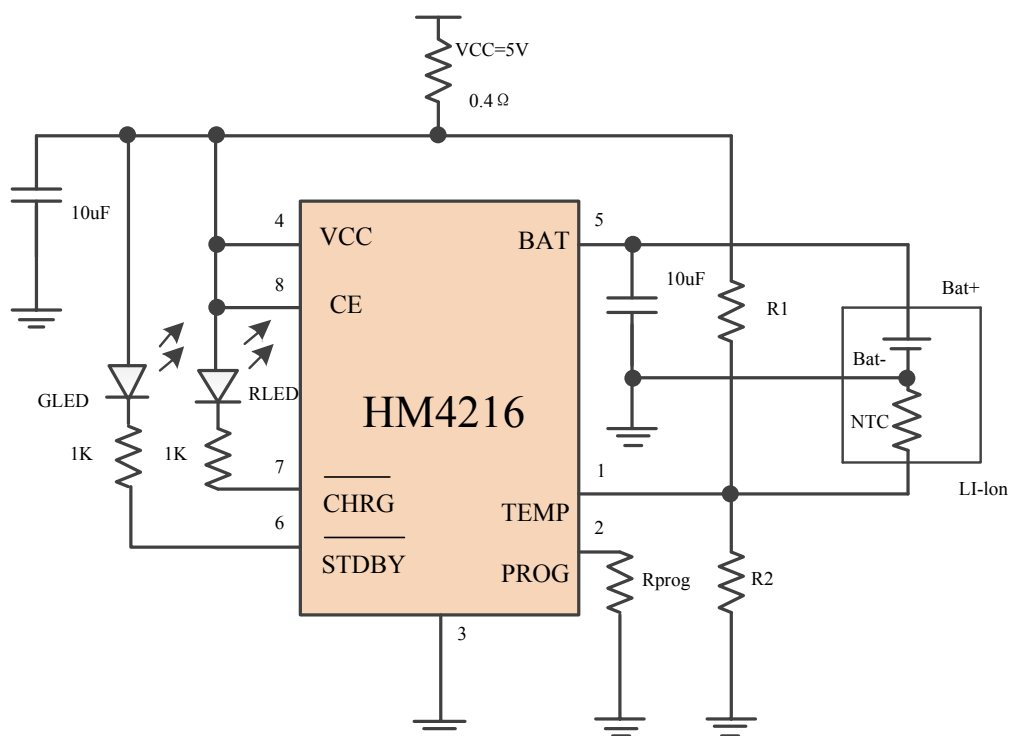 VCC=5V
0.4Ω
10uF
4
VCC
BAT
5
8
CE
10uF
R1
Bat+
Bat-
GLED
RLED
HM4216
NTC
1K
1K
7
CHRG
1
TEMP
LI-lon
6
STDBY
2
PROG
Rprog
R2
3